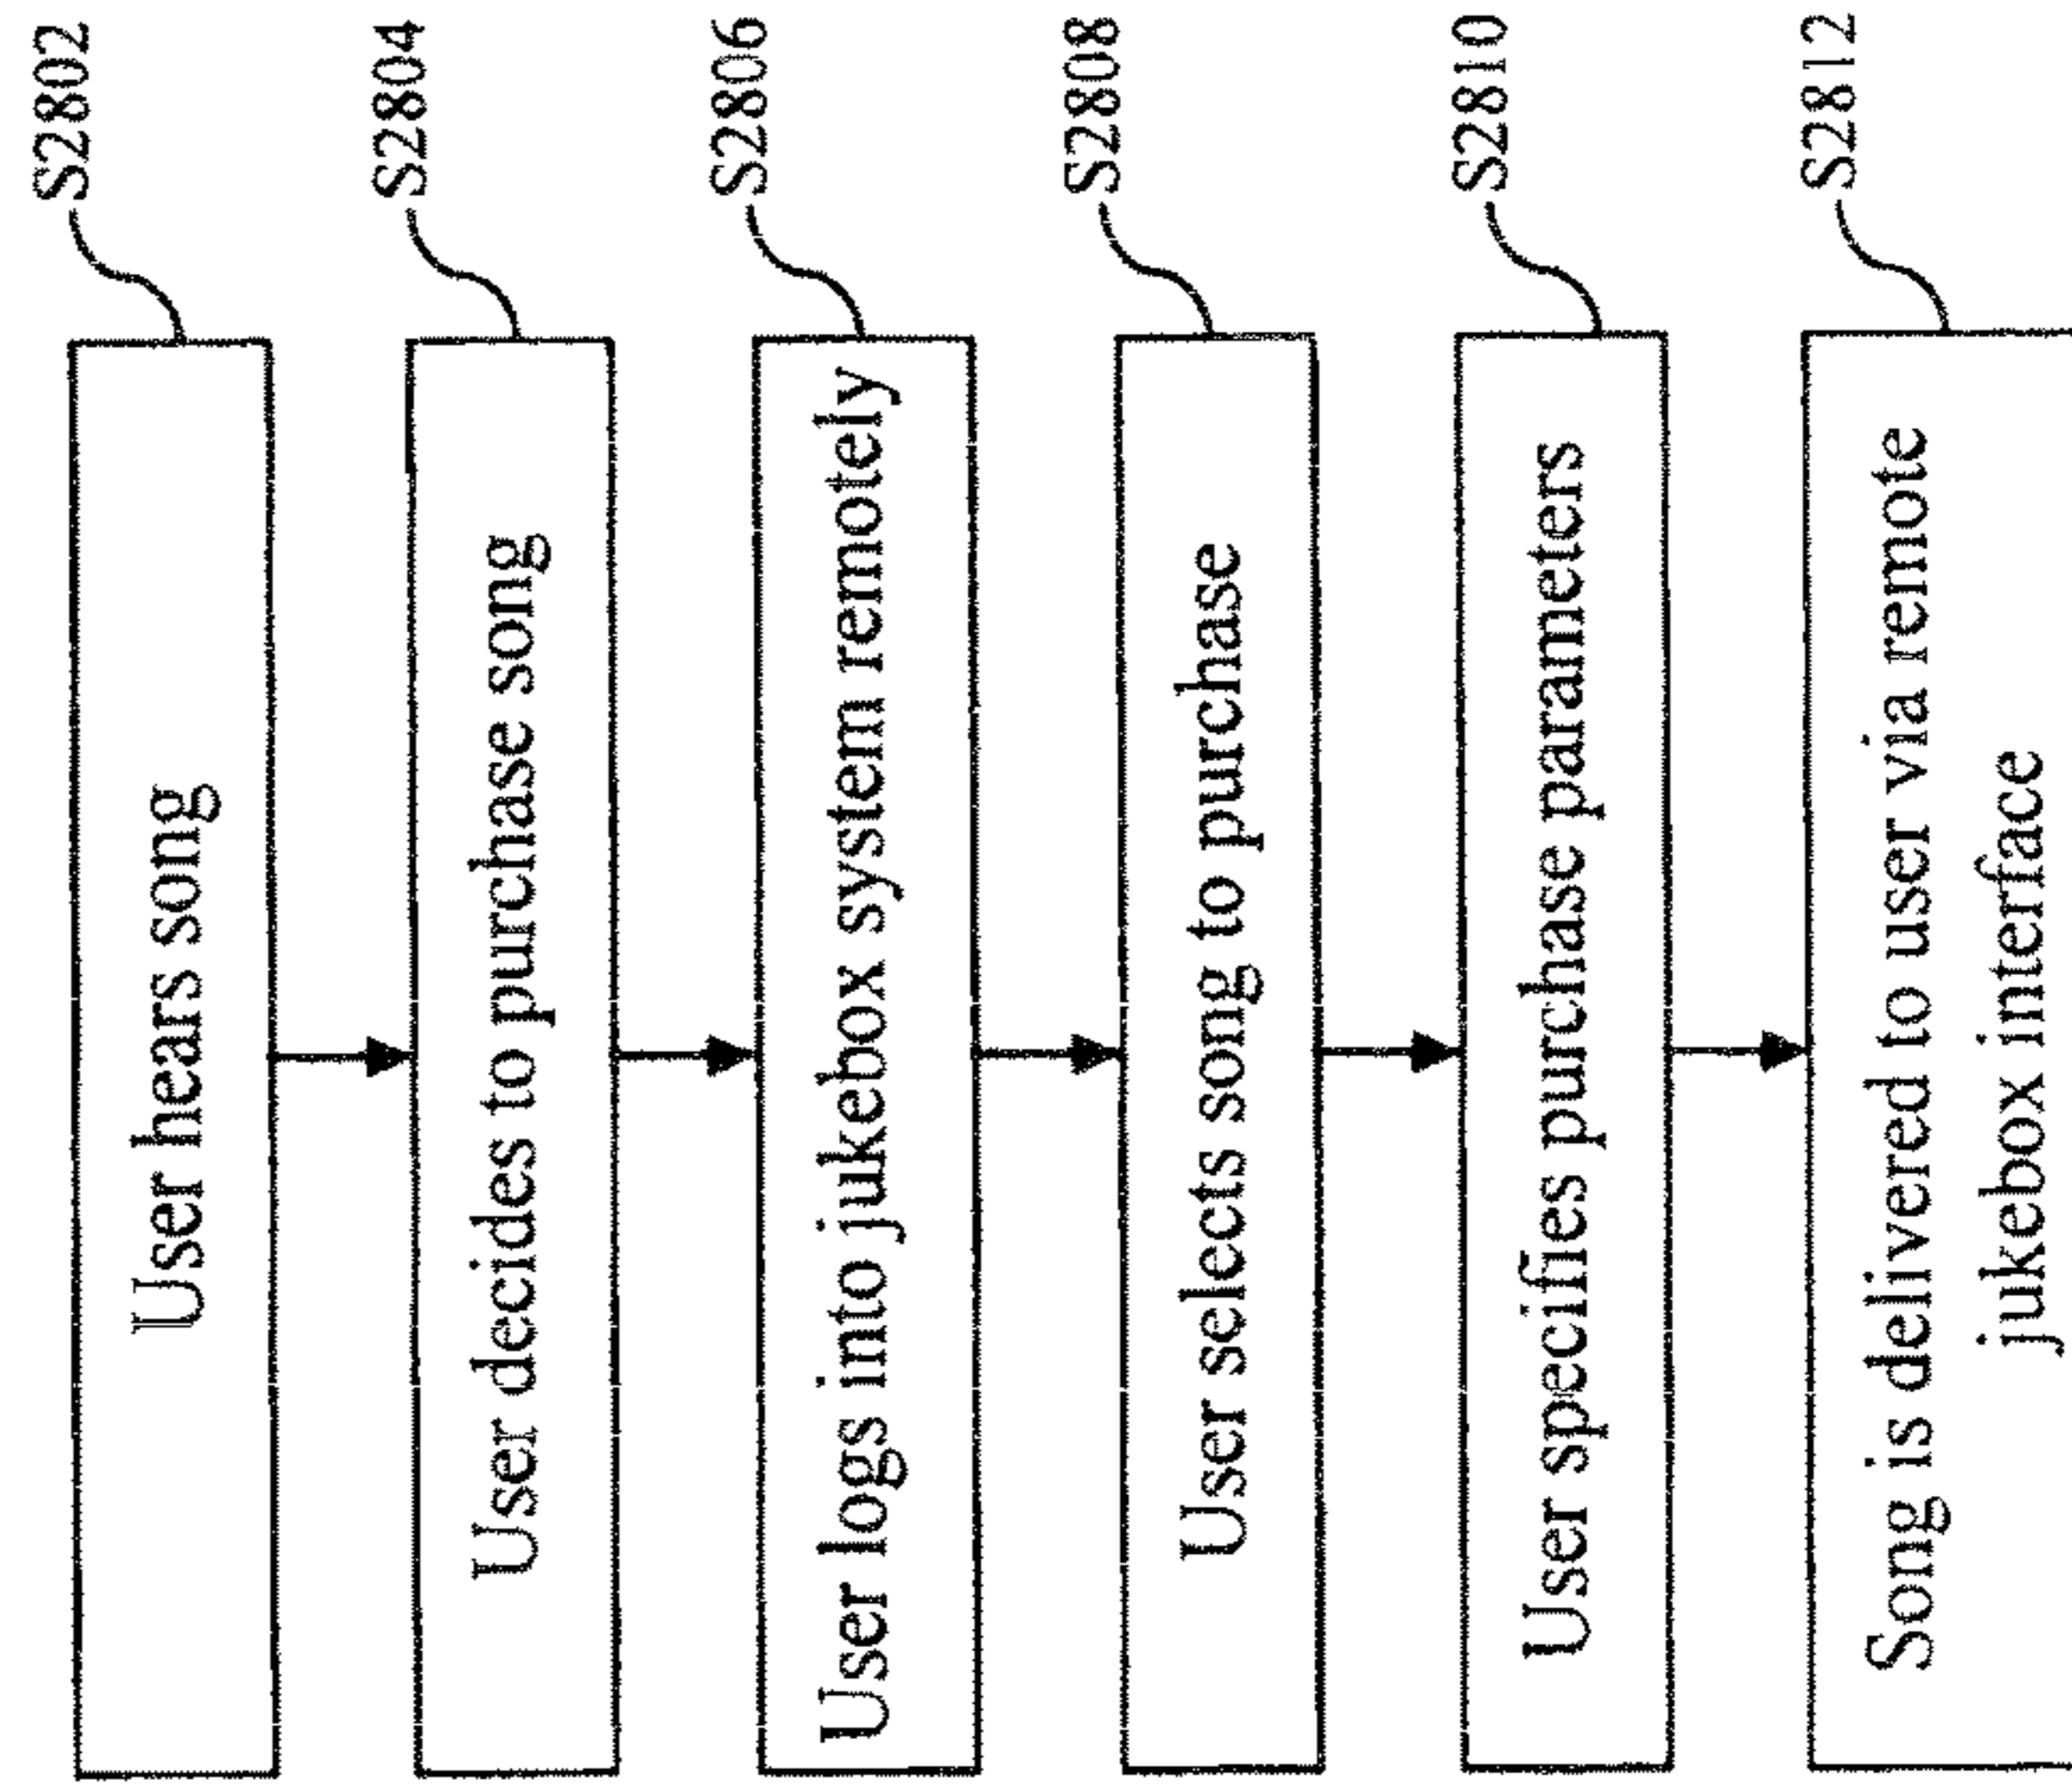 User hears song
S2802
User decides to purchase song
S2804
User logs into jukebox system remotely
S2806
User selects song to purchase
S2808
User specifies purchase parameters
S2810
Song is delivered to user via remote
jukebox interface
S2812